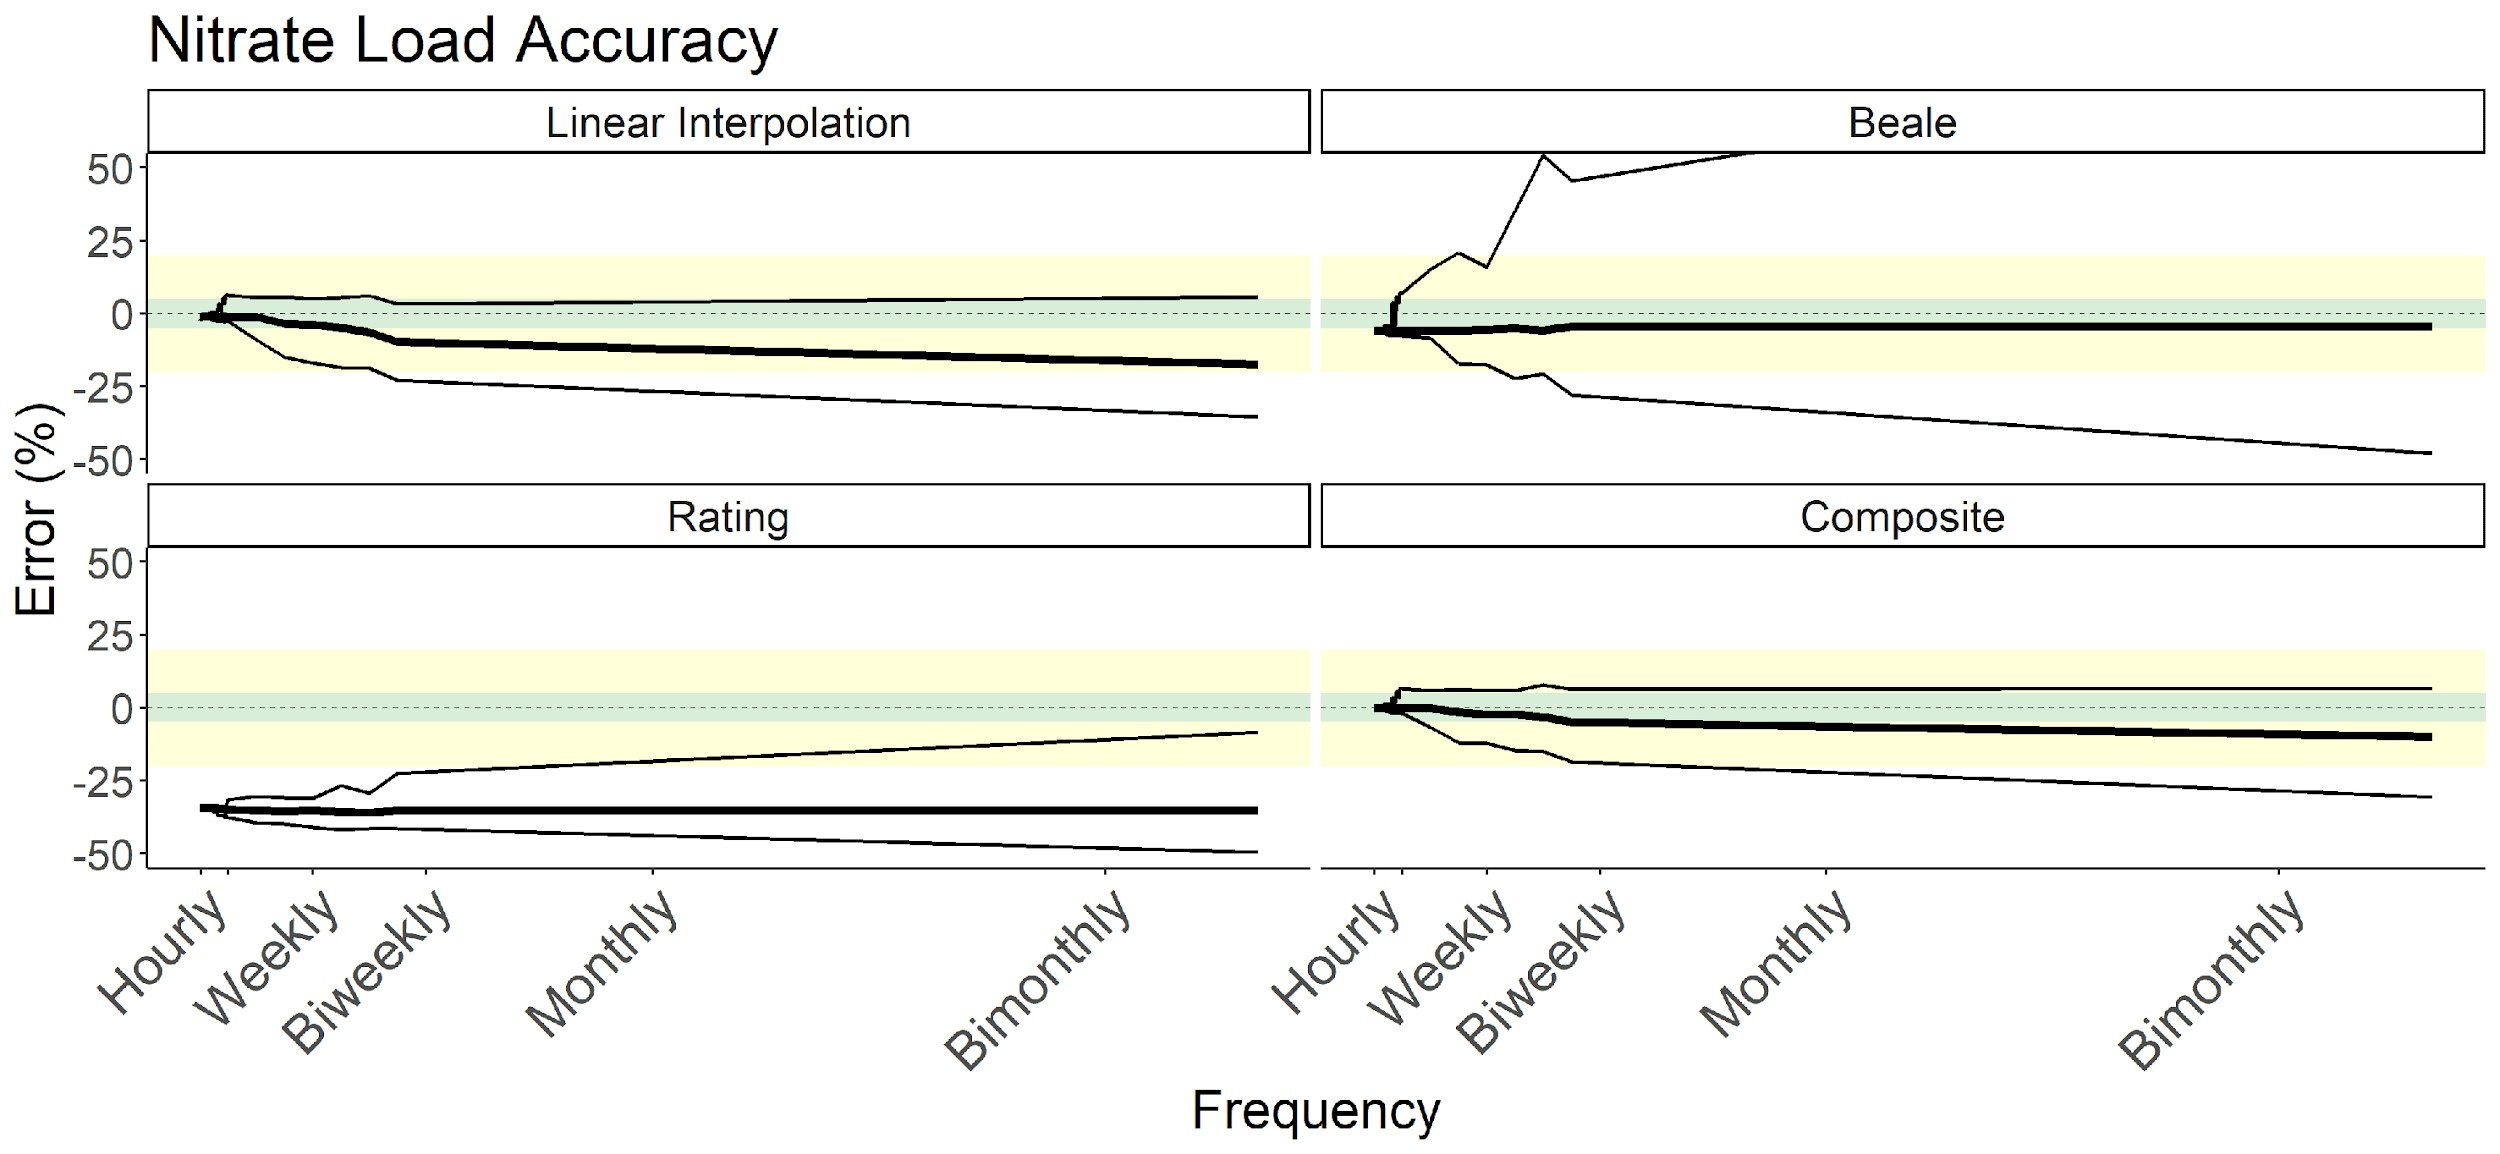 Nitrate Load Accuracy
Linear Interpolation
Beale
50
25
0
-25
-50
Error (%)
Rating
Composite
50
25
0
-25
-50
Hourly
Weekly
Biweekly
Monthly
Bimonthly
Hourly
Weekly
Biweekly
Monthly
Bimonthly
Frequency